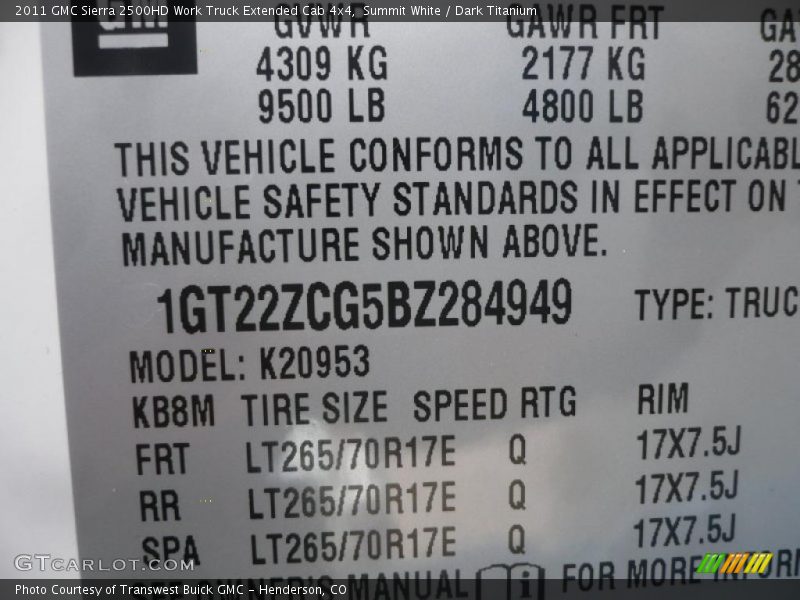 2011 GMC Sierra 2500HD Work Truck Extended Cab 4x4, Summit White / Dark Titanium
GM
GVWR GAWR FRT
4309 KG 2177 KG
9500 LB 4800 LB
THIS VEHICLE CONFORMS TO ALL
VEHICLE SAFETY STANDARDS IN EFFECT ON
MANUFACTURE SHOWN ABOVE.
1GT22ZCG5BZ284949 TYPE:
MODEL: K20953
KB8M TIRE SIZE SPEED RTG RIM
FRT LT265/70R17E Q 17X7.5J
RR LT265/70R17E Q 17X7.5J
SPA LT265/70R17E Q 17X7.5J
SEE OWNER'S MANUAL i FOR MORE
GTCARLOT.COM
Photo Courtesy of Transwest Buick GMC - Henderson, CO